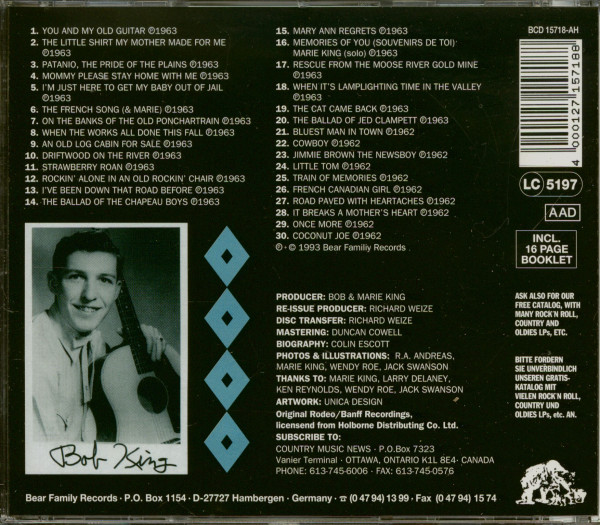 1. YOU AND MY OLD GUITAR ℗1963
2. THE LITTLE SHIRT MY MOTHER MADE FOR ME
℗1963
3. PATANIO, THE PRIDE OF THE PLAINS ℗1963
4. MOMMY PLEASE STAY HOME WITH ME ℗1963
5. I'M JUST HERE TO GET MY BABY OUT OF JAIL
℗1963
6. THE FRENCH SONG (& MARIE) ℗1963
7. ON THE BANKS OF THE OLD PONCHARTRAIN ℗1963
8. WHEN THE WORKS ALL DONE THIS FALL ℗1963
9. AN OLD LOG CABIN FOR SALE ℗1963
10. DRIFTWOOD ON THE RIVER ℗1963
11. STRAWBERRY ROAN ℗1963
12. ROCKIN' ALONE IN AN OLD ROCKIN' CHAIR ℗1963
13. I'VE BEEN DOWN THAT ROAD BEFORE ℗1963
14. THE BALLAD OF THE CHAPEAU BOYS ℗1963
15. MARY ANN REGRETS ℗1963
16. MEMORIES OF YOU (SOUVENIRS DE TOI)
MARIE KING (solo) ℗1963
17. RESCUE FROM THE MOOSE RIVER GOLD MINE
℗1963
18. WHEN IT'S LAMPLIGHTING TIME IN THE VALLEY
℗1963
19. THE CAT CAME BACK ℗1963
20. THE BALLAD OF JED CLAMPETT ℗1963
21. BLUEST MAN IN TOWN ℗1962
22. COWBOY ℗1962
23. JIMMIE BROWN THE NEWSBOY ℗1962
24. LITTLE TOM ℗1962
25. TRAIN OF MEMORIES ℗1962
26. FRENCH CANADIAN GIRL ℗1962
27. ROAD PAVED WITH HEARTACHES ℗1962
28. IT BREAKS A MOTHER'S HEART ℗1962
29. ONCE MORE ℗1962
30. COCONUT JOE ℗1962
℗ · © 1993 Bear Familiy Records
BCD 15718-AH
4 000127 157188
LC 5197
AAD
INCL.
16 PAGE
BOOKLET
PRODUCER: BOB & MARIE KING
RE-ISSUE PRODUCER: RICHARD WEIZE
DISC TRANSFER: RICHARD WEIZE
MASTERING: DUNCAN COWELL
BIOGRAPHY: COLIN ESCOTT
PHOTOS & ILLUSTRATIONS: R.A. ANDREAS,
MARIE KING, WENDY ROE, JACK SWANSON
THANKS TO: MARIE KING, LARRY DELANEY,
KEN REYNOLDS, WENDY ROE, JACK SWANSON
ARTWORK: UNICA DESIGN
Original Rodeo/Banff Recordings,
licensend from Holborne Distributing Co. Ltd.
SUBSCRIBE TO:
COUNTRY MUSIC NEWS · P.O.Box 7323
Vanier Terminal · OTTAWA, ONTARIO K1L 8E4· CANADA
PHONE: 613-745-6006 · FAX: 613-745-0576
ASK ALSO FOR OUR
FREE CATALOG, WITH
MANY ROCK'N ROLL,
COUNTRY AND
OLDIES LPs, ETC.
BITTE FORDERN
SIE UNVERBINDLICH
UNSEREN GRATIS-
KATALOG MIT
VIELEN ROCK'N ROLL,
COUNTRY UND
OLDIES LPs, etc. AN.
Bob King
Bear Family Records · P.O. Box 1154 · D-27727 Hambergen · Germany · ☎ (0 47 94) 13 99 · Fax (0 47 94) 15 74